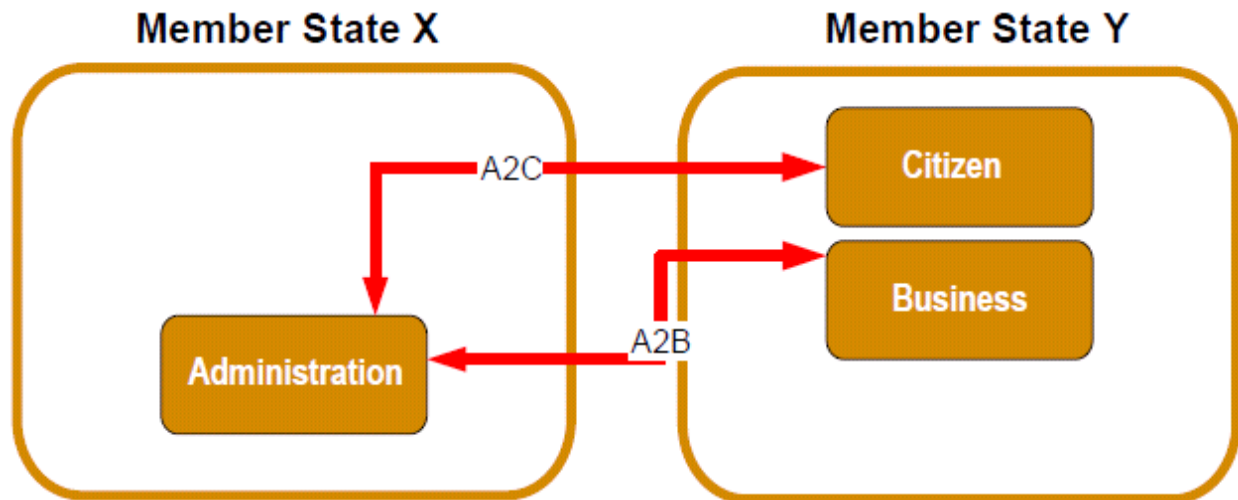 Member State X
Member State Y
A2C
Citizen
Business
A2B
Administration